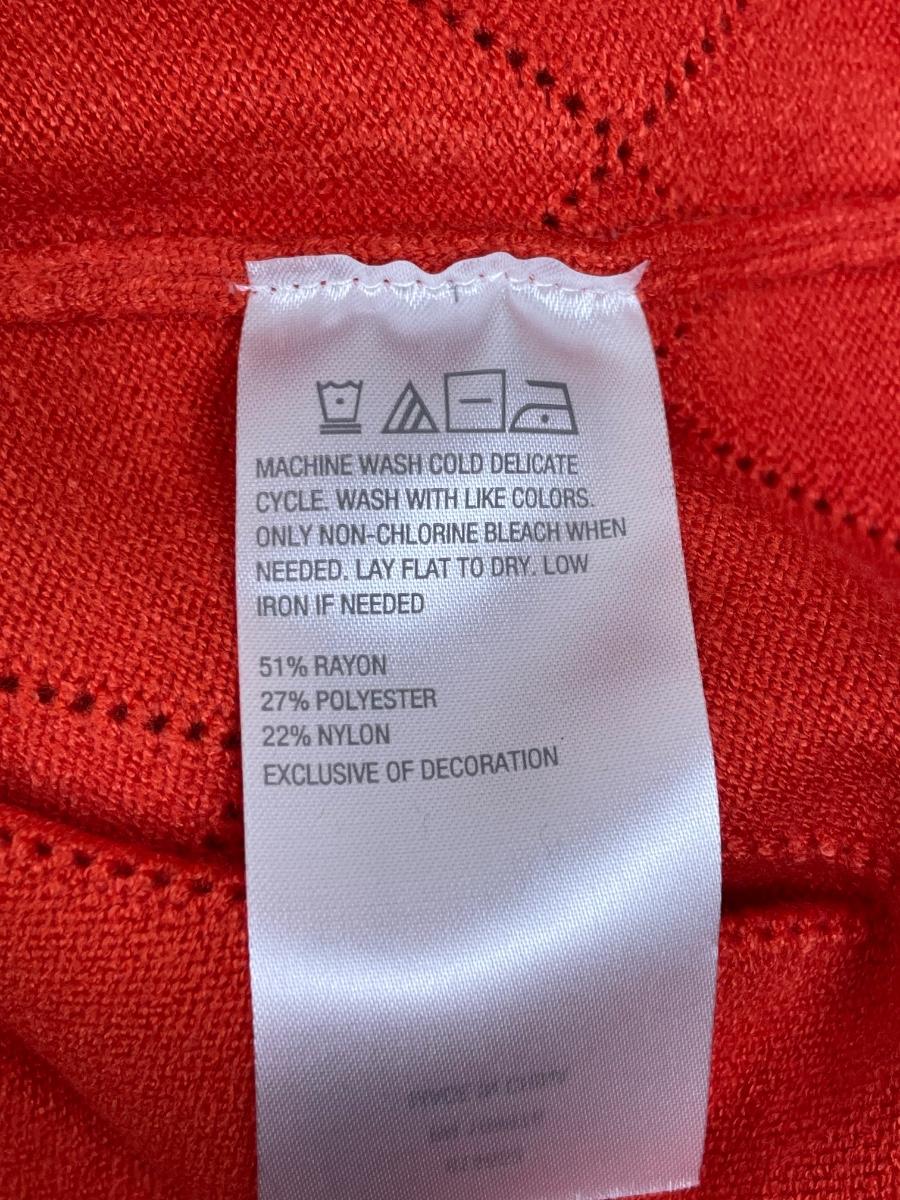 MACHINE WASH COLD DELICATE
CYCLE. WASH WITH LIKE COLORS.
ONLY NON-CHLORINE BLEACH WHEN
NEEDED. LAY FLAT TO DRY. LOW
IRON IF NEEDED
51% RAYON
27% POLYESTER
22% NYLON
EXCLUSIVE OF DECORATION